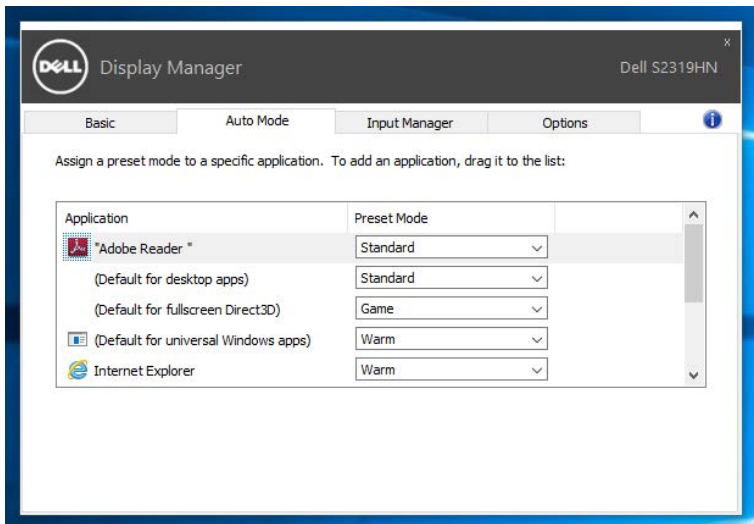 DELL Display Manager
x
Dell S2319HN
Basic Auto Mode Input Manager Options
Assign a preset mode to a specific application. To add an application, drag it to the list:
Application Preset Mode
"Adobe Reader " Standard
(Default for desktop apps) Standard
(Default for fullscreen Direct3D) Game
(Default for universal Windows apps) Warm
Internet Explorer Warm